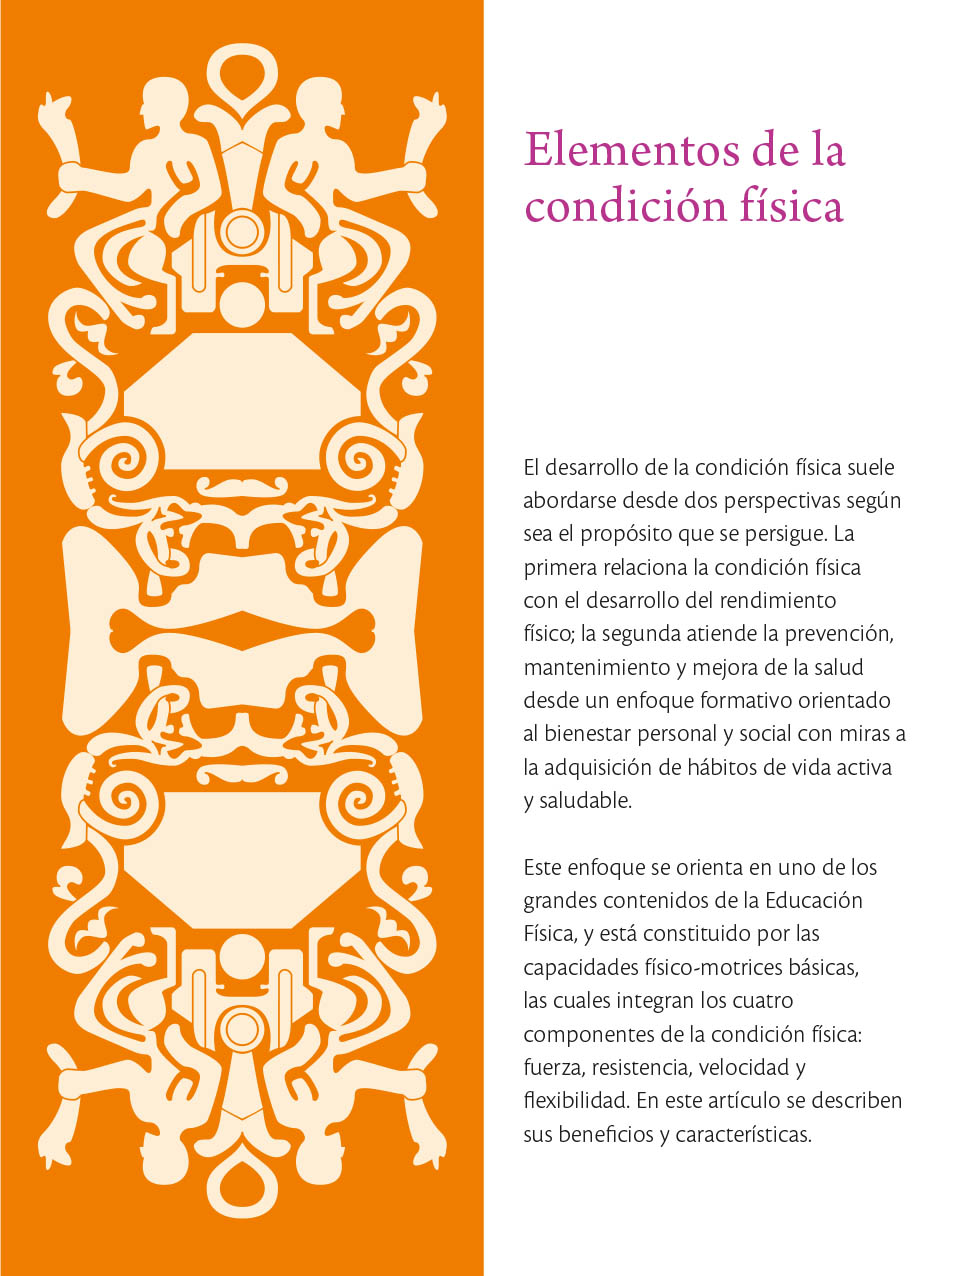 Elementos de la
condición física
El desarrollo de la condición física suele
abordarse desde dos perspectivas según
sea el propósito que se persigue. La
primera relaciona la condición física
con el desarrollo del rendimiento
físico; la segunda atiende la prevención,
mantenimiento y mejora de la salud
desde un enfoque formativo orientado
al bienestar personal y social con miras a
la adquisición de hábitos de vida activa
y saludable.
Este enfoque se orienta en uno de los
grandes contenidos de la Educación
Física, y está constituido por las
capacidades físico-motrices básicas,
las cuales integran los cuatro
componentes de la condición física:
fuerza, resistencia, velocidad y
flexibilidad. En este artículo se describen
sus beneficios y características.